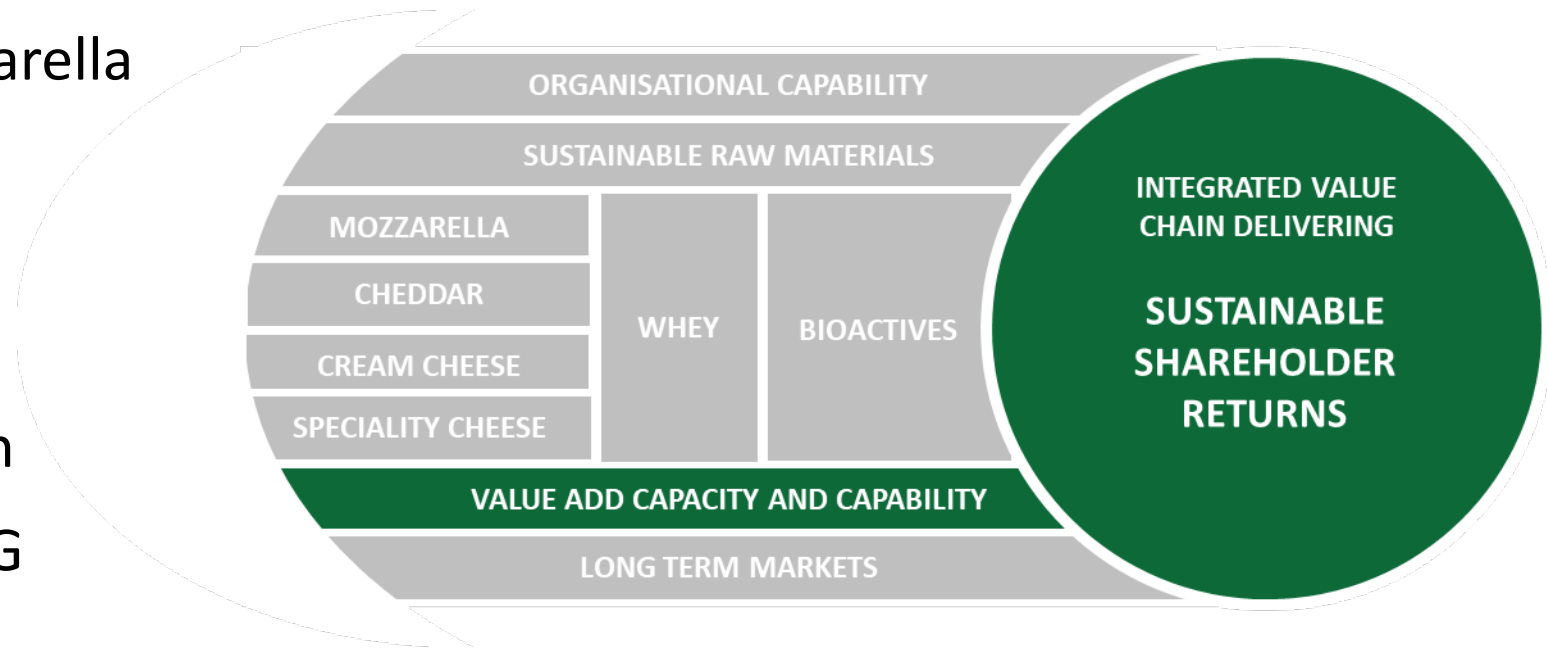 arella
n
G
ORGANISATIONAL CAPABILITY
SUSTAINABLE RAW MATERIALS
MOZZARELLA
CHEDDAR
CREAM CHEESE
SPECIALITY CHEESE
WHEY
BIOACTIVES
VALUE ADD CAPACITY AND CAPABILITY
LONG TERM MARKETS
INTEGRATED VALUE
CHAIN DELIVERING
SUSTAINABLE
SHAREHOLDER
RETURNS